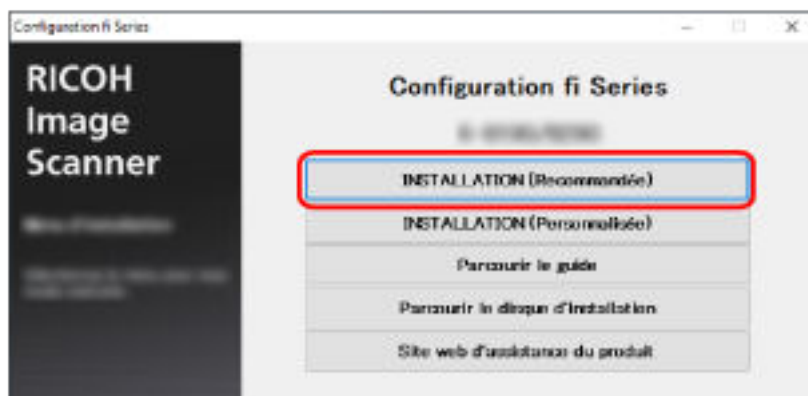 Configuration fi Series
RICOH
Image
Scanner
Configuration fi Series
INSTALLATION (Recommandée)
INSTALLATION (Personnalisée)
Parcourir le guide
Parcourir le disque d'installation
Site web d'assistance du produit